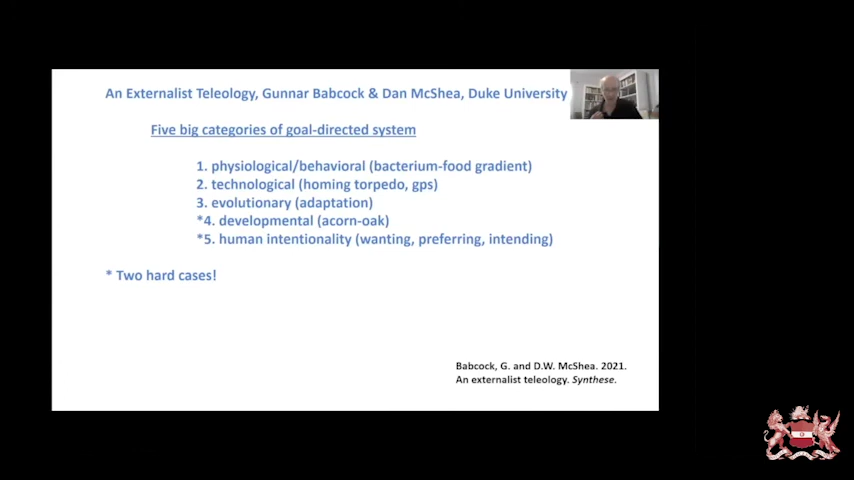 An Externalist Teleology, Gunnar Babcock & Dan McShea, Duke University
Five big categories of goal-directed system
1. physiological/behavioral (bacterium-food gradient)
2. technological (homing torpedo, gps)
3. evolutionary (adaptation)
*4. developmental (acorn-oak)
*5. human intentionality (wanting, preferring, intending)
* Two hard cases!
Babcock, G. and D.W. McShea. 2021.
An externalist teleology. Synthese.